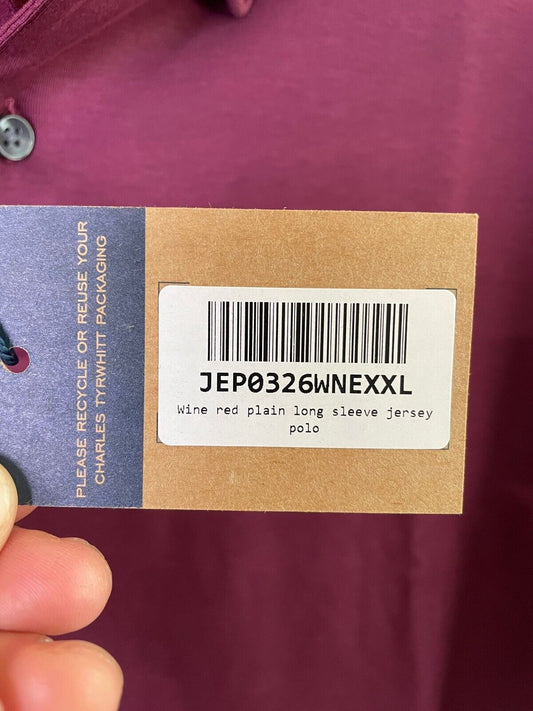 PLEASE RECYCLE OR REUSE YOUR
CHARLES TYRWHITT PACKAGING
JEP0326WNEXXL
Wine red plain long sleeve jersey
polo